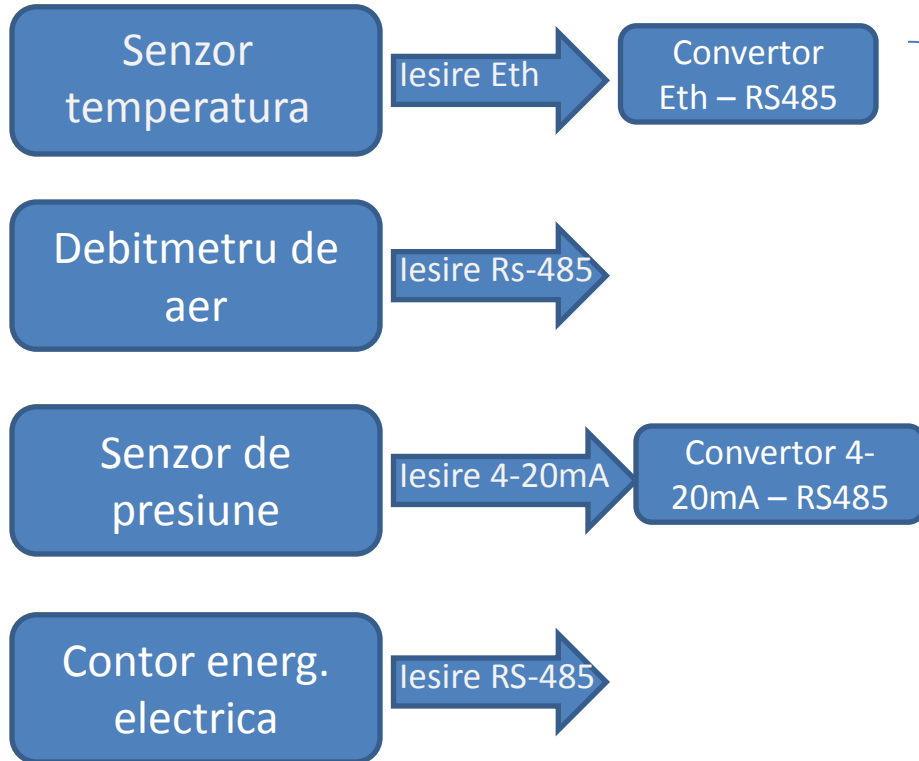 Senzor
temperatura
Iesire Eth
Convertor
Eth – RS485
Debitmetru de
aer
Iesire Rs-485
Senzor de
presiune
Iesire 4-20mA
Convertor 4-
20mA – RS485
Contor energ.
electrica
Iesire RS-485